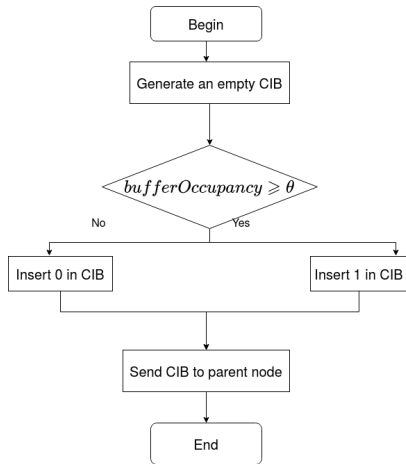 Begin
Generate an empty CIB
bufferOccupancy ⩾ θ
No
Yes
Insert 0 in CIB
Insert 1 in CIB
Send CIB to parent node
End